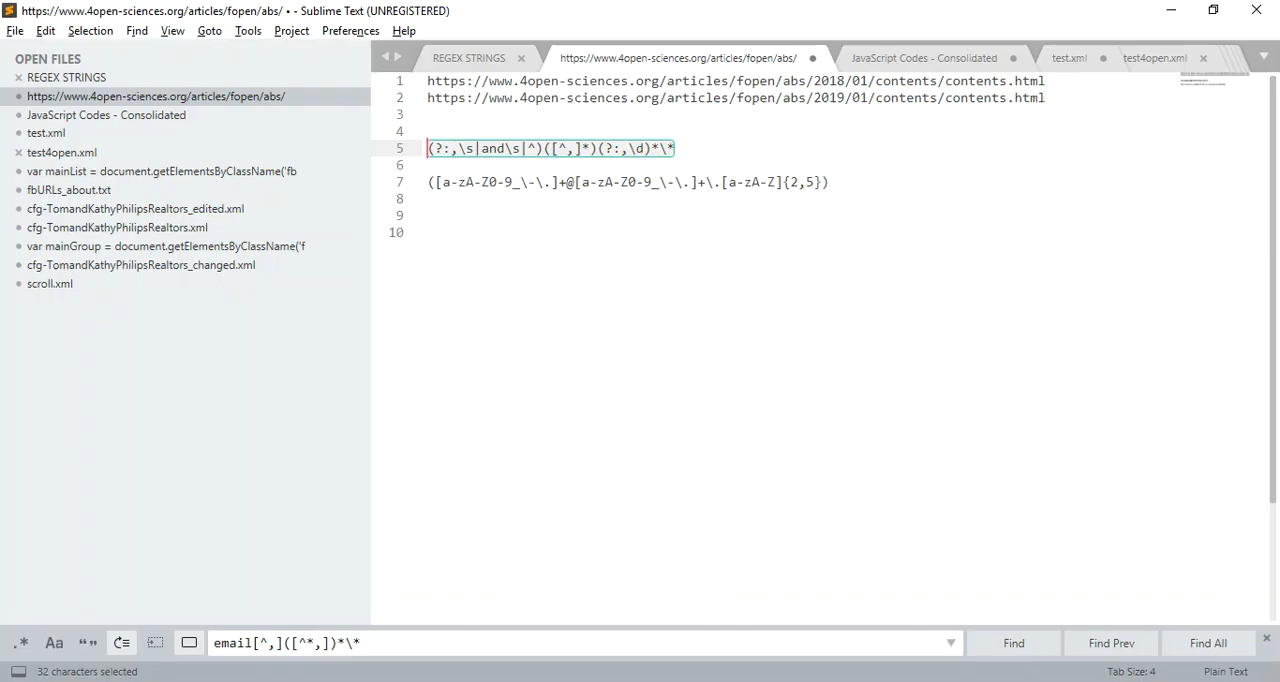 https://www.4open-sciences.org/articles/fopen/abs/ • - Sublime Text (UNREGISTERED)
File Edit Selection Find View Goto Tools Project Preferences Help
OPEN FILES
REGEX STRINGS
https://www.4open-sciences.org/articles/fopen/abs/
JavaScript Codes - Consolidated
test.xml
test4open.xml
var mainList = document.getElementsByClassName('fb
fbURLs_about.txt
cfg-TomandKathyPhilipsRealtors_edited.xml
cfg-TomandKathyPhilipsRealtors.xml
var mainGroup = document.getElementsByClassName('f
cfg-TomandKathyPhilipsRealtors_changed.xml
scroll.xml
REGEX STRINGS https://www.4open-sciences.org/articles/fopen/abs/ JavaScript Codes - Consolidated test.xml test4open.xml
1 https://www.4open-sciences.org/articles/fopen/abs/2018/01/contents/contents.html
2 https://www.4open-sciences.org/articles/fopen/abs/2019/01/contents/contents.html
3
4
5 (?:,\s|and\s|^)([^,]*)(?:,\d)*\*
6
7 ([a-zA-Z0-9_\-\.]+@[a-zA-Z0-9_\-\.]+\.[a-zA-Z]{2,5})
8
9
10
.* Aa “” email[^,]([^*,])*\* Find Find Prev Find All
32 characters selected Tab Size: 4 Plain Text